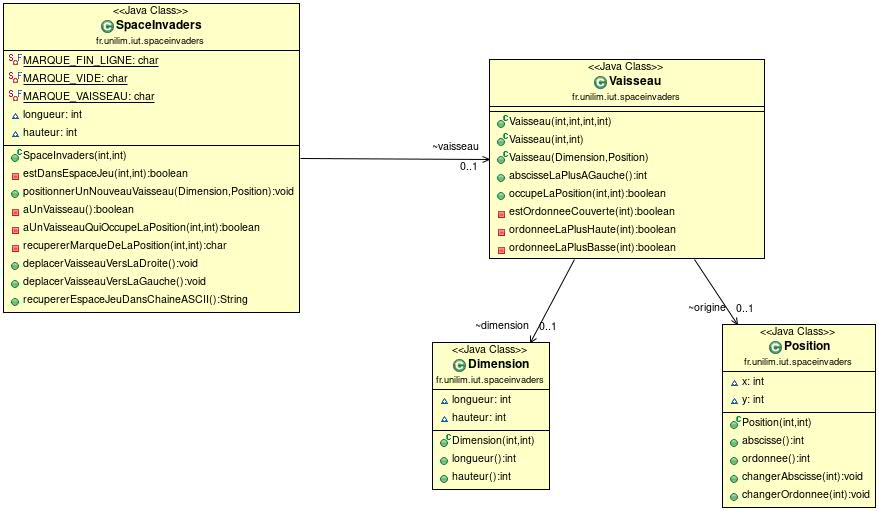 <<Java Class>>
SpaceInvaders
fr.unilim.iut.spaceinvaders
MARQUE_FIN_LIGNE: char
MARQUE_VIDE: char
MARQUE_VAISSEAU: char
longueur: int
hauteur: int
SpaceInvaders(int,int)
estDansEspaceJeu(int,int):boolean
positionnerUnNouveauVaisseau(Dimension,Position):void
aUnVaisseau():boolean
aUnVaisseauQuiOccupeLaPosition(int,int):boolean
recupererMarqueDeLaPosition(int,int):char
deplacerVaisseauVersLaDroite():void
deplacerVaisseauVersLaGauche():void
recupererEspaceJeuDansChaineASCII():String
~vaisseau
0..1
<<Java Class>>
Vaisseau
fr.unilim.iut.spaceinvaders
Vaisseau(int,int,int,int)
Vaisseau(int,int)
Vaisseau(Dimension,Position)
abscisseLaPlusAGauche():int
occupeLaPosition(int,int):boolean
estOrdonneeCouverte(int):boolean
ordonneeLaPlusHaute(int):boolean
ordonneeLaPlusBasse(int):boolean
~dimension
0..1
~origine
0..1
<<Java Class>>
Dimension
fr.unilim.iut.spaceinvaders
longueur: int
hauteur: int
Dimension(int,int)
longueur():int
hauteur():int
<<Java Class>>
Position
fr.unilim.iut.spaceinvaders
x: int
y: int
Position(int,int)
abscisse():int
ordonnee():int
changerAbscisse(int):void
changerOrdonnee(int):void